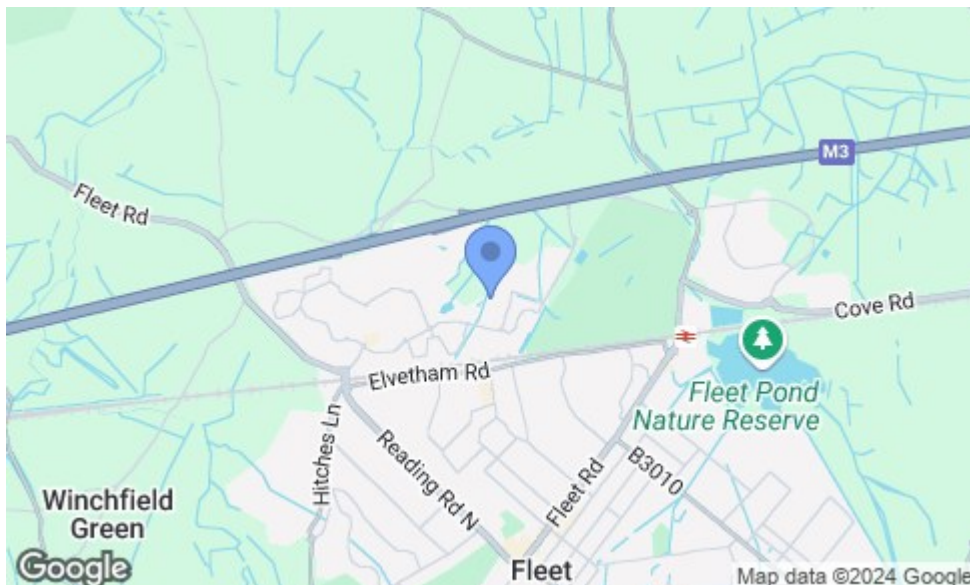 M3
Fleet Rd
Cove Rd
Elvetham Rd
Fleet Pond
Nature Reserve
Hitches Ln
Reading Rd N
Fleet Rd
B3010
Winchfield
Green
Fleet
Google
Map data ©2024 Google